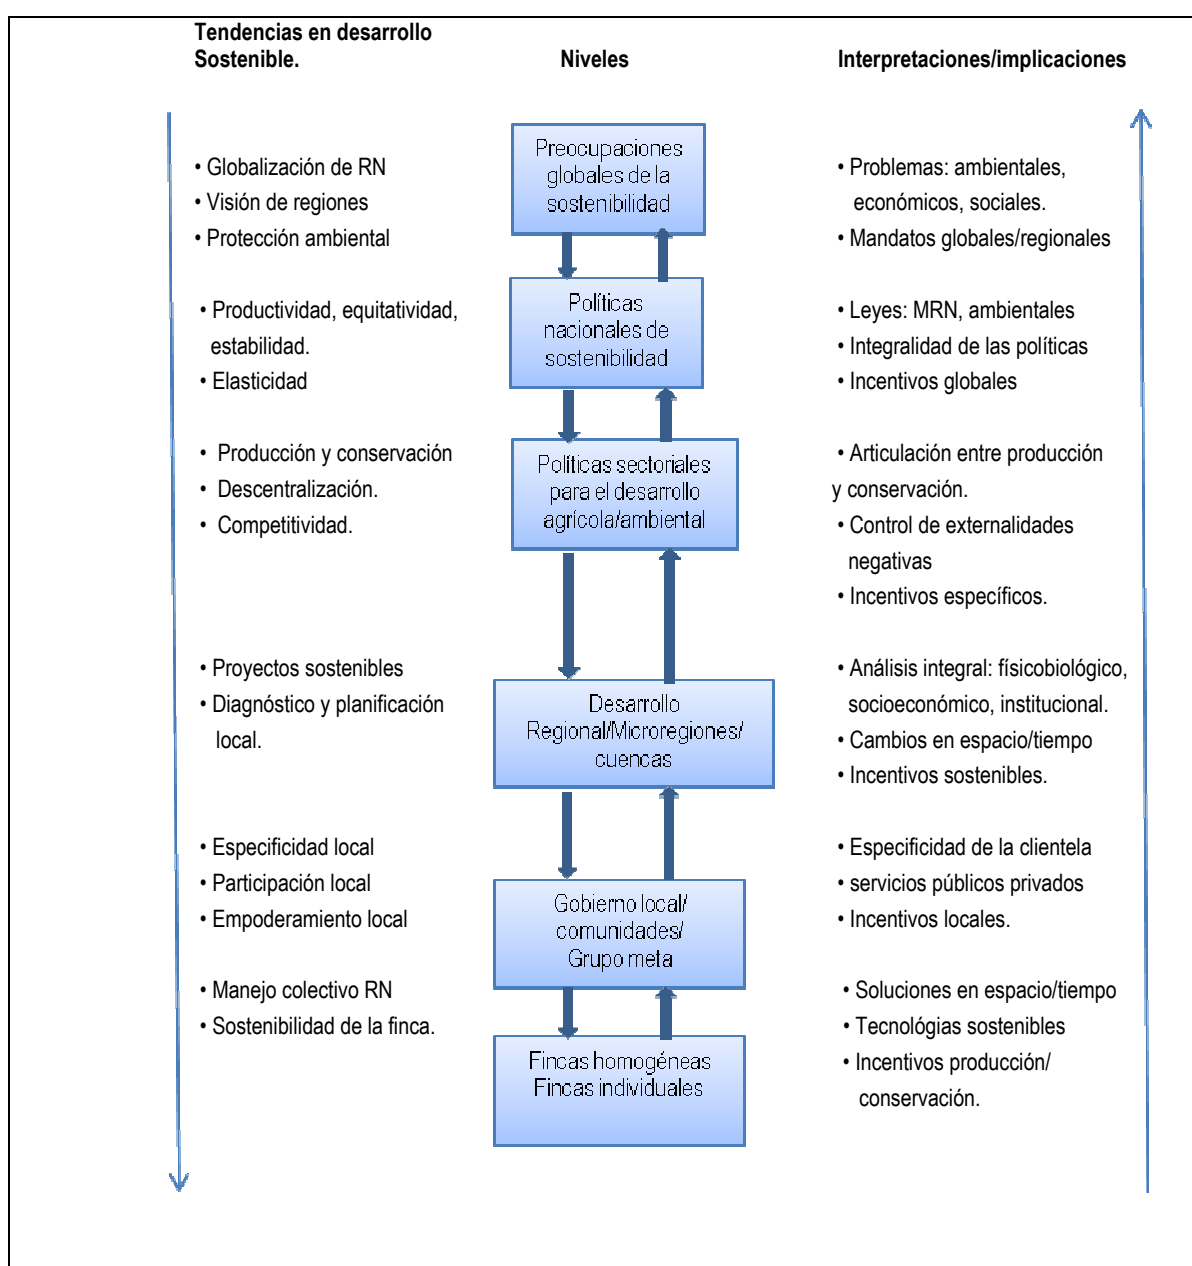 Tendencias en desarrollo
Sostenible.
Niveles
Interpretaciones/implicaciones
• Globalización de RN
• Visión de regiones
• Protección ambiental
Preocupaciones
globales de la
sostenibilidad
• Problemas: ambientales,
económicos, sociales.
• Mandatos globales/regionales
• Productividad, equitatividad,
estabilidad.
• Elasticidad
Políticas
nacionales de
sostenibilidad
• Leyes: MRN, ambientales
• Integralidad de las políticas
• Incentivos globales
• Producción y conservación
• Descentralización.
• Competitividad.
Políticas sectoriales
para el desarrollo
agrícola/ambiental
• Articulación entre producción
y conservación.
• Control de externalidades
negativas
• Incentivos específicos.
• Proyectos sostenibles
• Diagnóstico y planificación
local.
Desarrollo
Regional/Microregiones/
cuencas
• Análisis integral: físicobiológico,
socioeconómico, institucional.
• Cambios en espacio/tiempo
• Incentivos sostenibles.
• Especificidad local
• Participación local
• Empoderamiento local
Gobierno local/
comunidades/
Grupo meta
• Especificidad de la clientela
• servicios públicos privados
• Incentivos locales.
• Manejo colectivo RN
• Sostenibilidad de la finca.
Fincas homogéneas
Fincas individuales
• Soluciones en espacio/tiempo
• Tecnológias sostenibles
• Incentivos producción/
conservación.